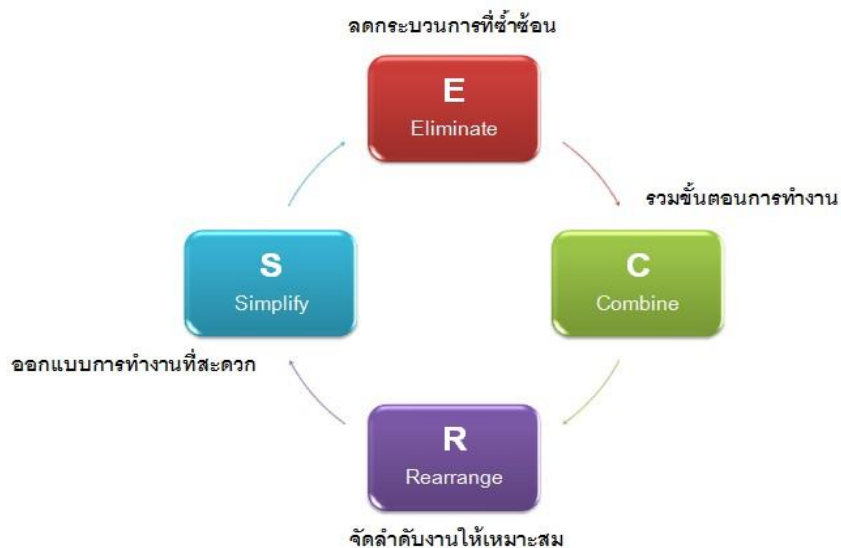 ลดกระบวนการที่ซ้ำซ้อน
E
Eliminate
รวมขั้นตอนการทำงาน
C
Combine
S
Simplify
ออกแบบการทำงานที่สะดวก
R
Rearrange
จัดลำดับงานให้เหมาะสม